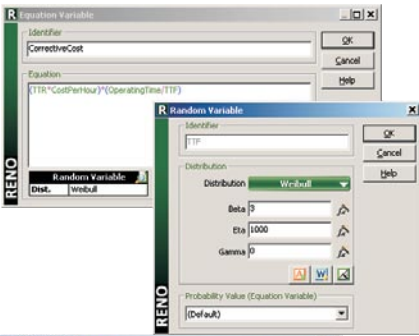 R Equation Variable
Identifier
CorrectiveCost
OK
Cancel
Help
Equation
(TTR*CostPerHour)*(OperatingTime/TTF)
Random Variable
Dist. Weibull
RENO
R Random Variable
Identifier
TTF
OK
Cancel
Help
Distribution
Distribution Weibull
Beta 3
Eta 1000
Gamma 0
Probability Value (Equation Variable)
(Default)
RENO